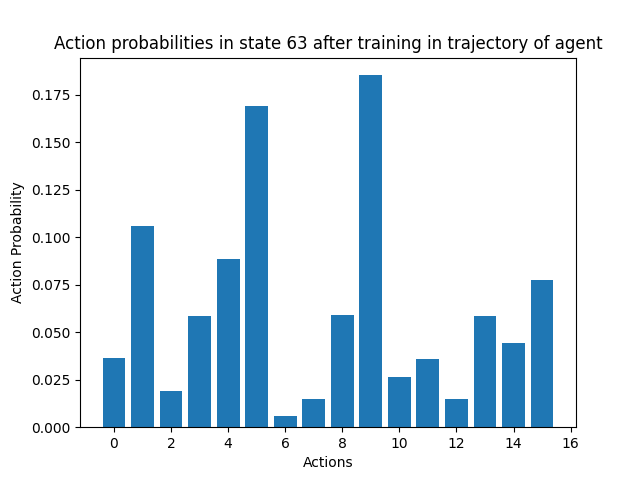 Action probabilities in state 63 after training in trajectory of agent
0.175
0.150
0.125
0.100
0.075
0.050
0.025
0.000
Action Probability
0 2 4 6 8 10 12 14 16
Actions